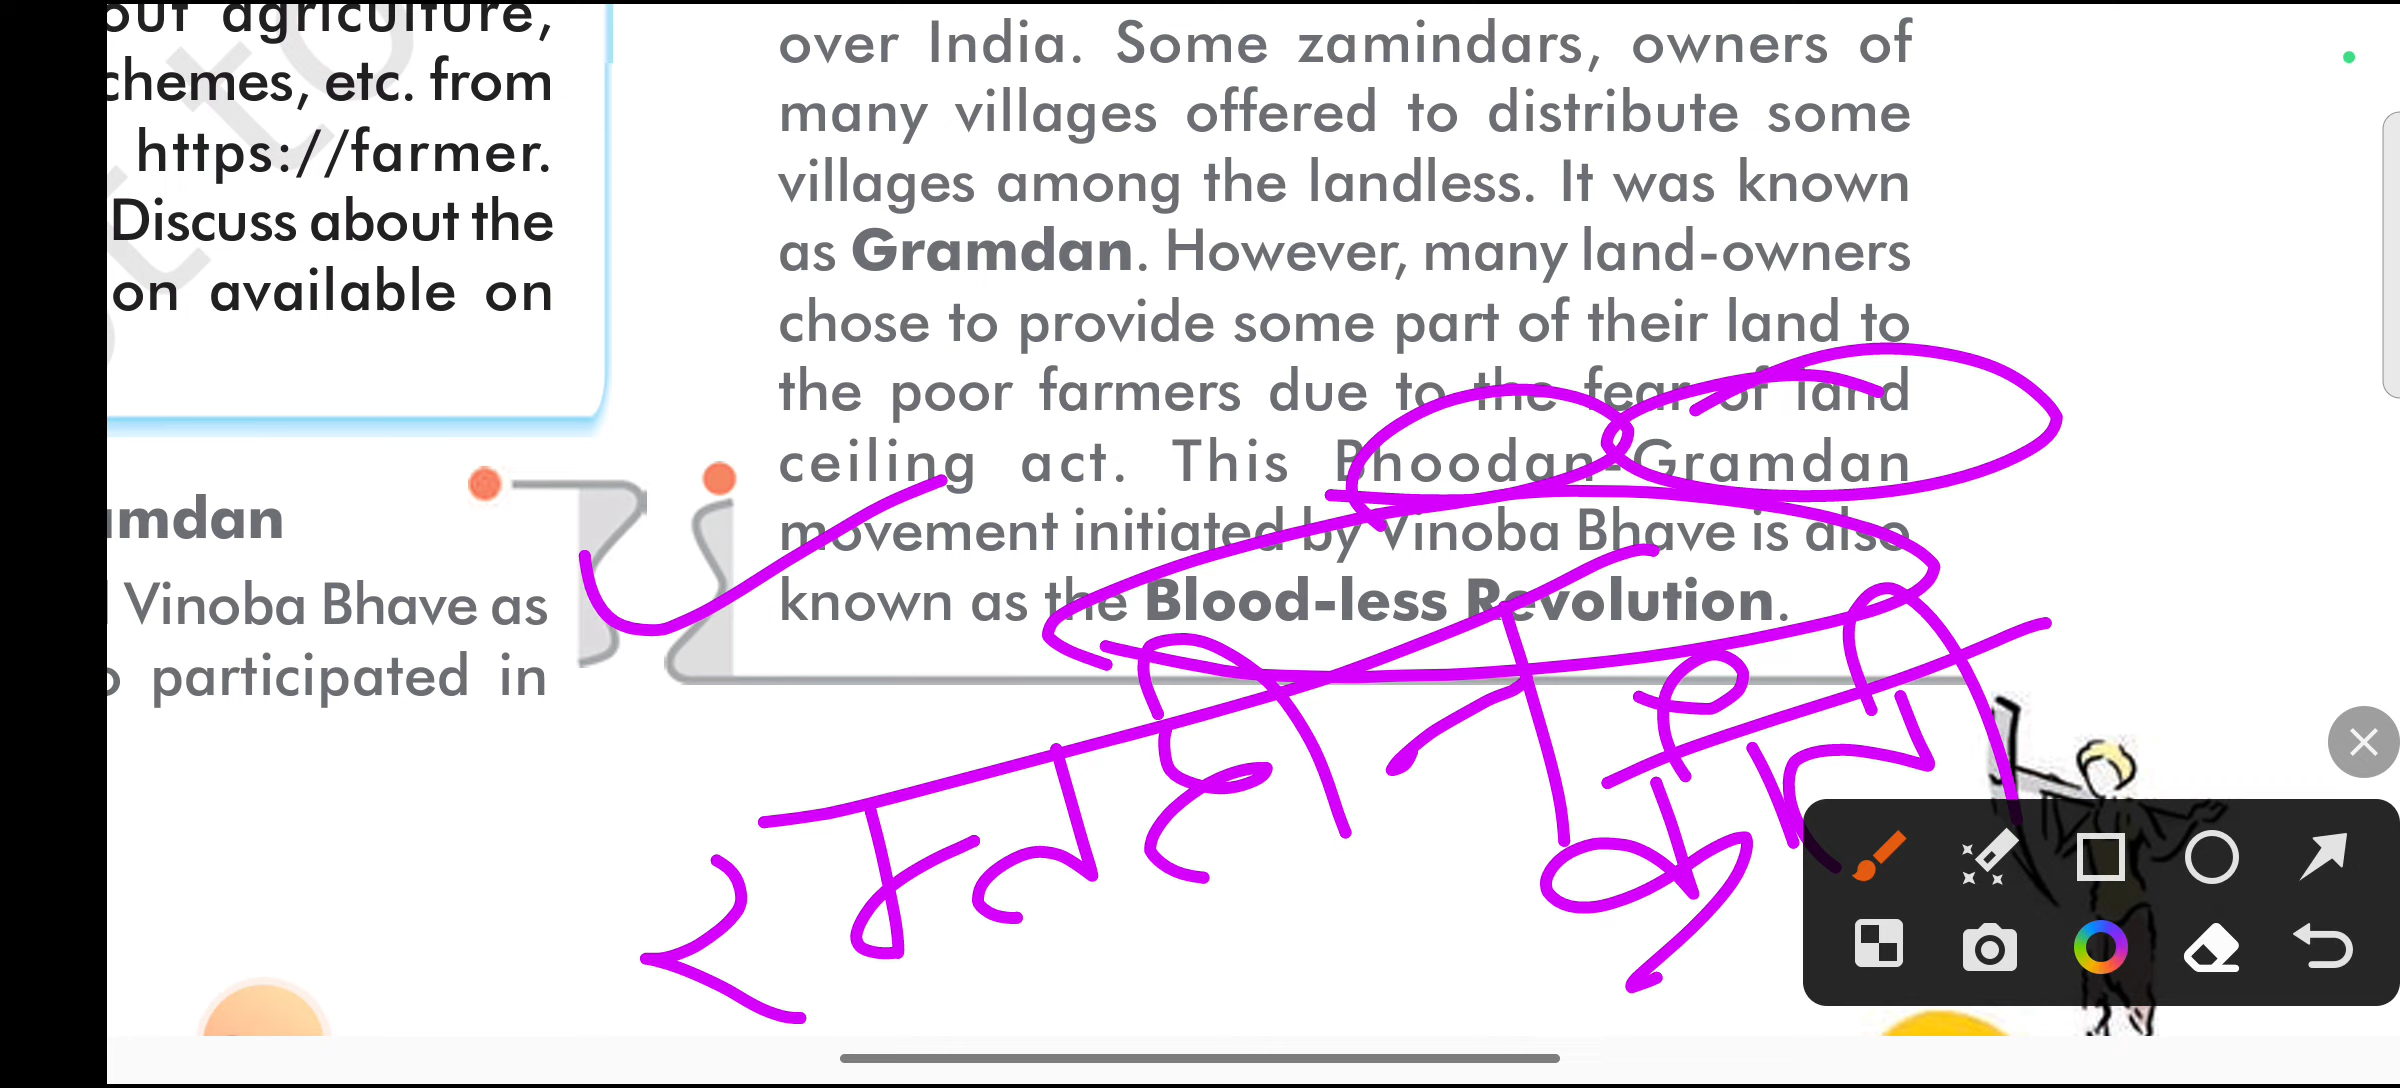 out agriculture,
chemes, etc. from
https://farmer.
Discuss about the
on available on
amdan
Vinoba Bhave as
o participated in
over India. Some zamindars, owners of
many villages offered to distribute some
villages among the landless. It was known
as Gramdan. However, many land-owners
chose to provide some part of their land to
the poor farmers due to the fear of land
ceiling act. This Bhoodan-Gramdan
movement initiated by Vinoba Bhave is also
known as the Blood-less Revolution.